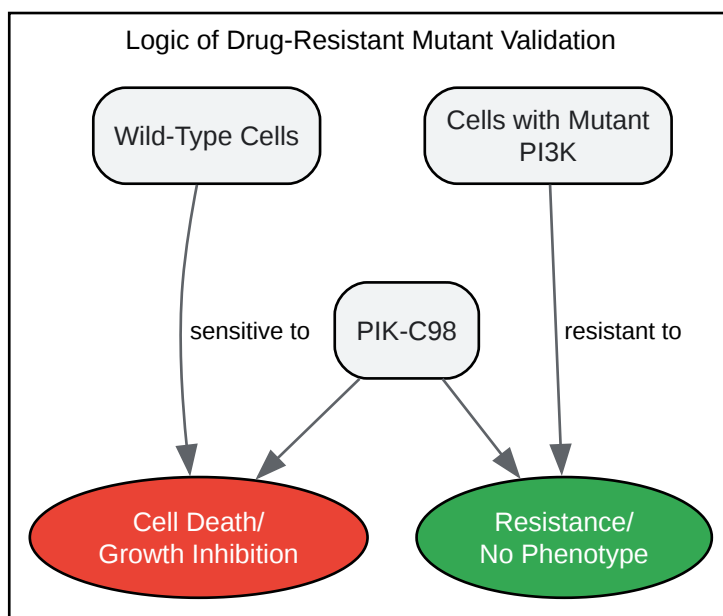 Logic of Drug-Resistant Mutant Validation
Wild-Type Cells
Cells with Mutant
PI3K
sensitive to
PIK-C98
resistant to
Cell Death/
Growth Inhibition
Resistance/
No Phenotype